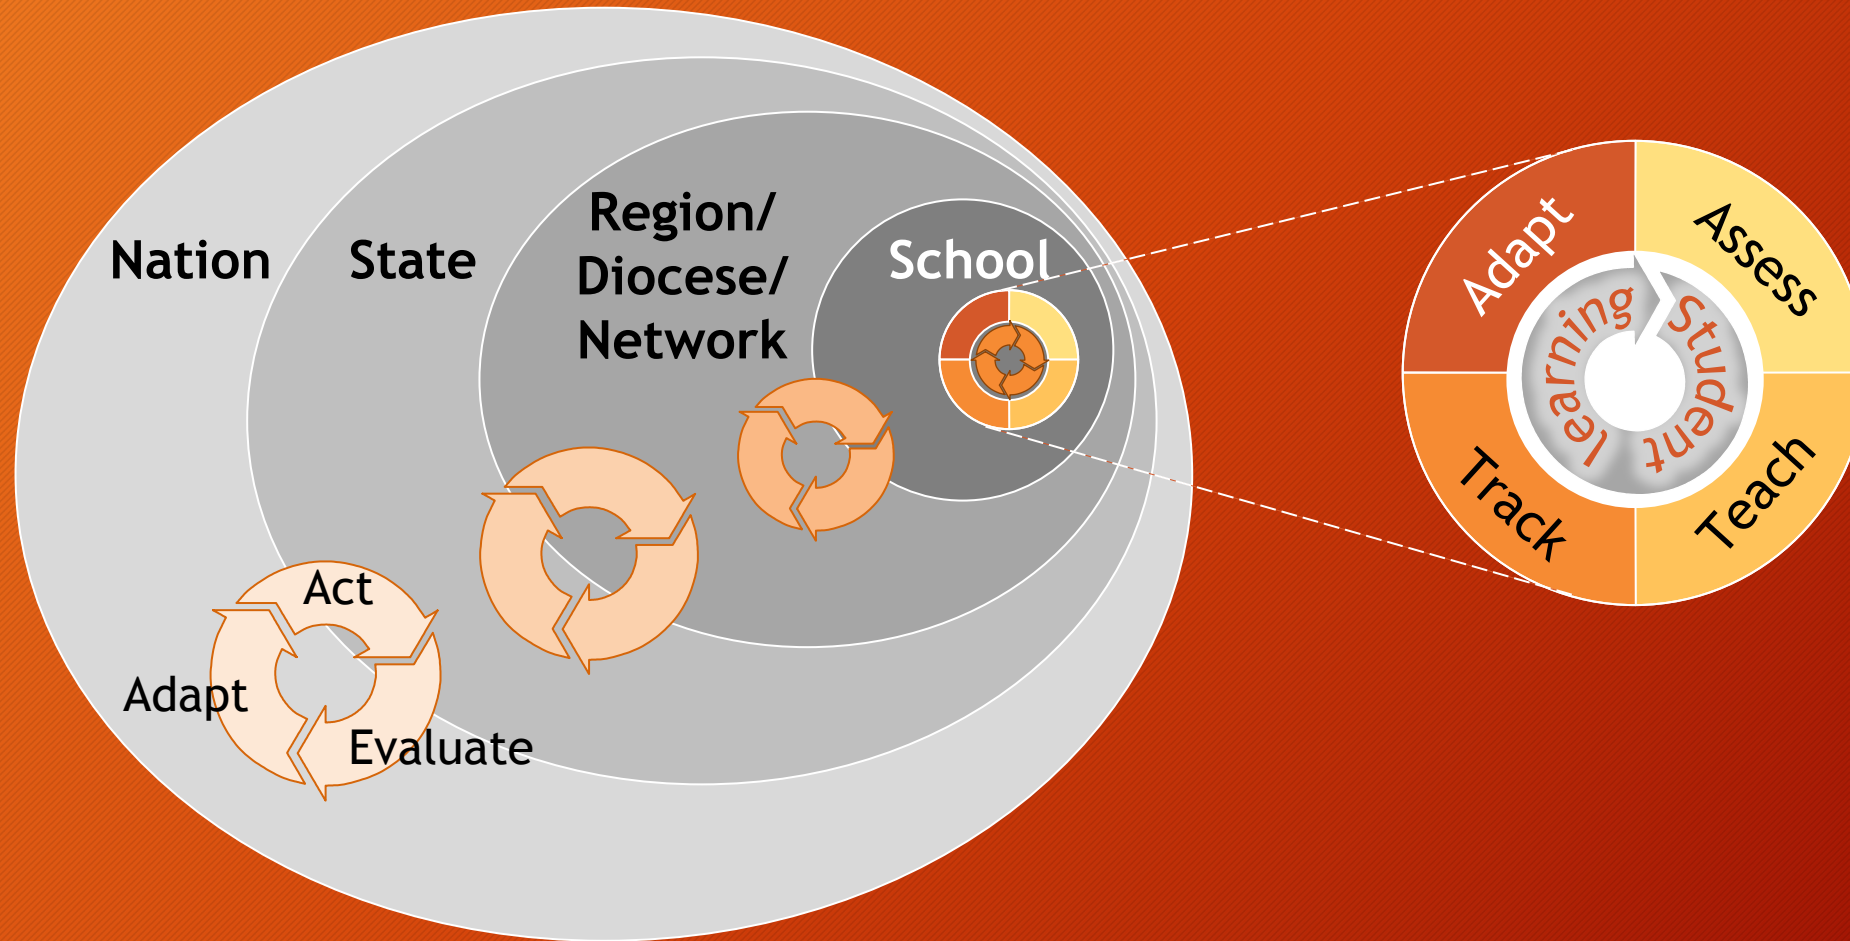 Nation
State
Region/
Diocese/
Network
School
Act
Adapt
Evaluate
Adapt
Assess
Student
learning
Track
Teach